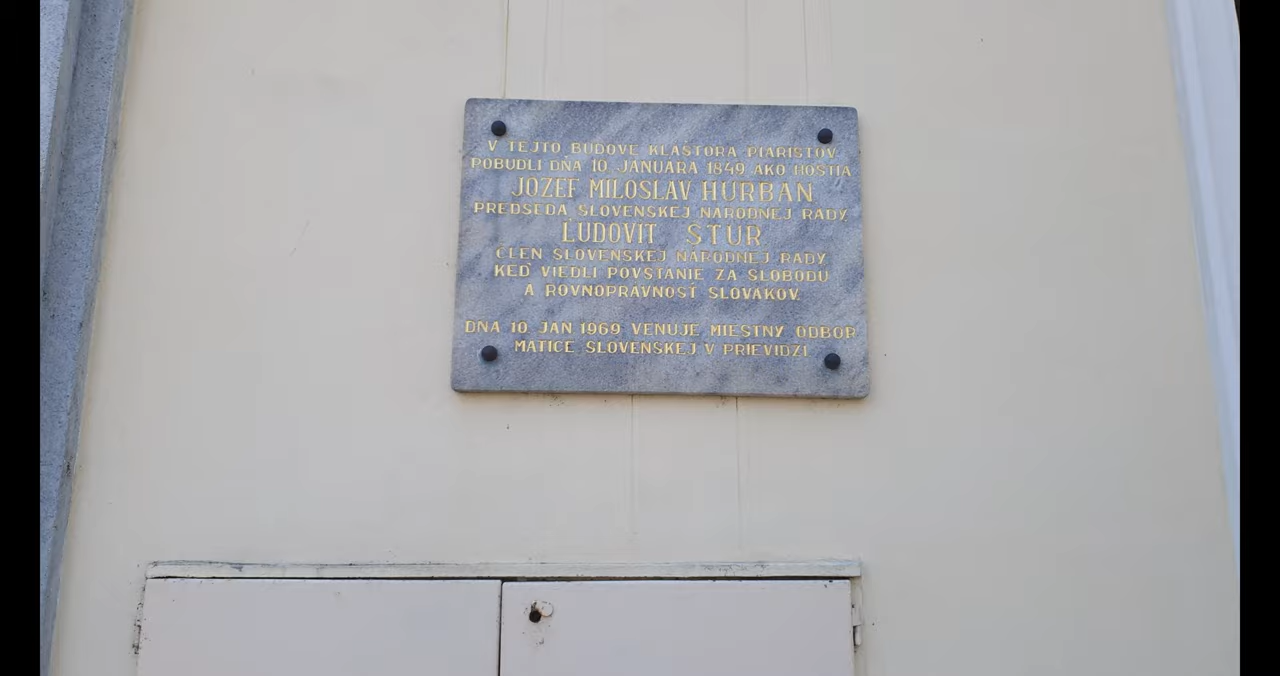 V TEJTO BUDOVE KLÁŠTORA PIARISTOV
POBUDLI DŇA 10. JANUÁRA 1849 AKO HOSTIA
JOZEF MILOSLAV HURBAN
PREDSEDA SLOVENSKEJ NÁRODNEJ RADY,
ĽUDOVÍT ŠTÚR
ČLEN SLOVENSKEJ NÁRODNEJ RADY
KEĎ VIEDLI POVSTANIE ZA SLOBODU
A ROVNOPRÁVNOSŤ SLOVÁKOV.
DŇA 10. JAN 1969 VENUJE MIESTNY ODBOR
MATICE SLOVENSKEJ V PRIEVIDZI.